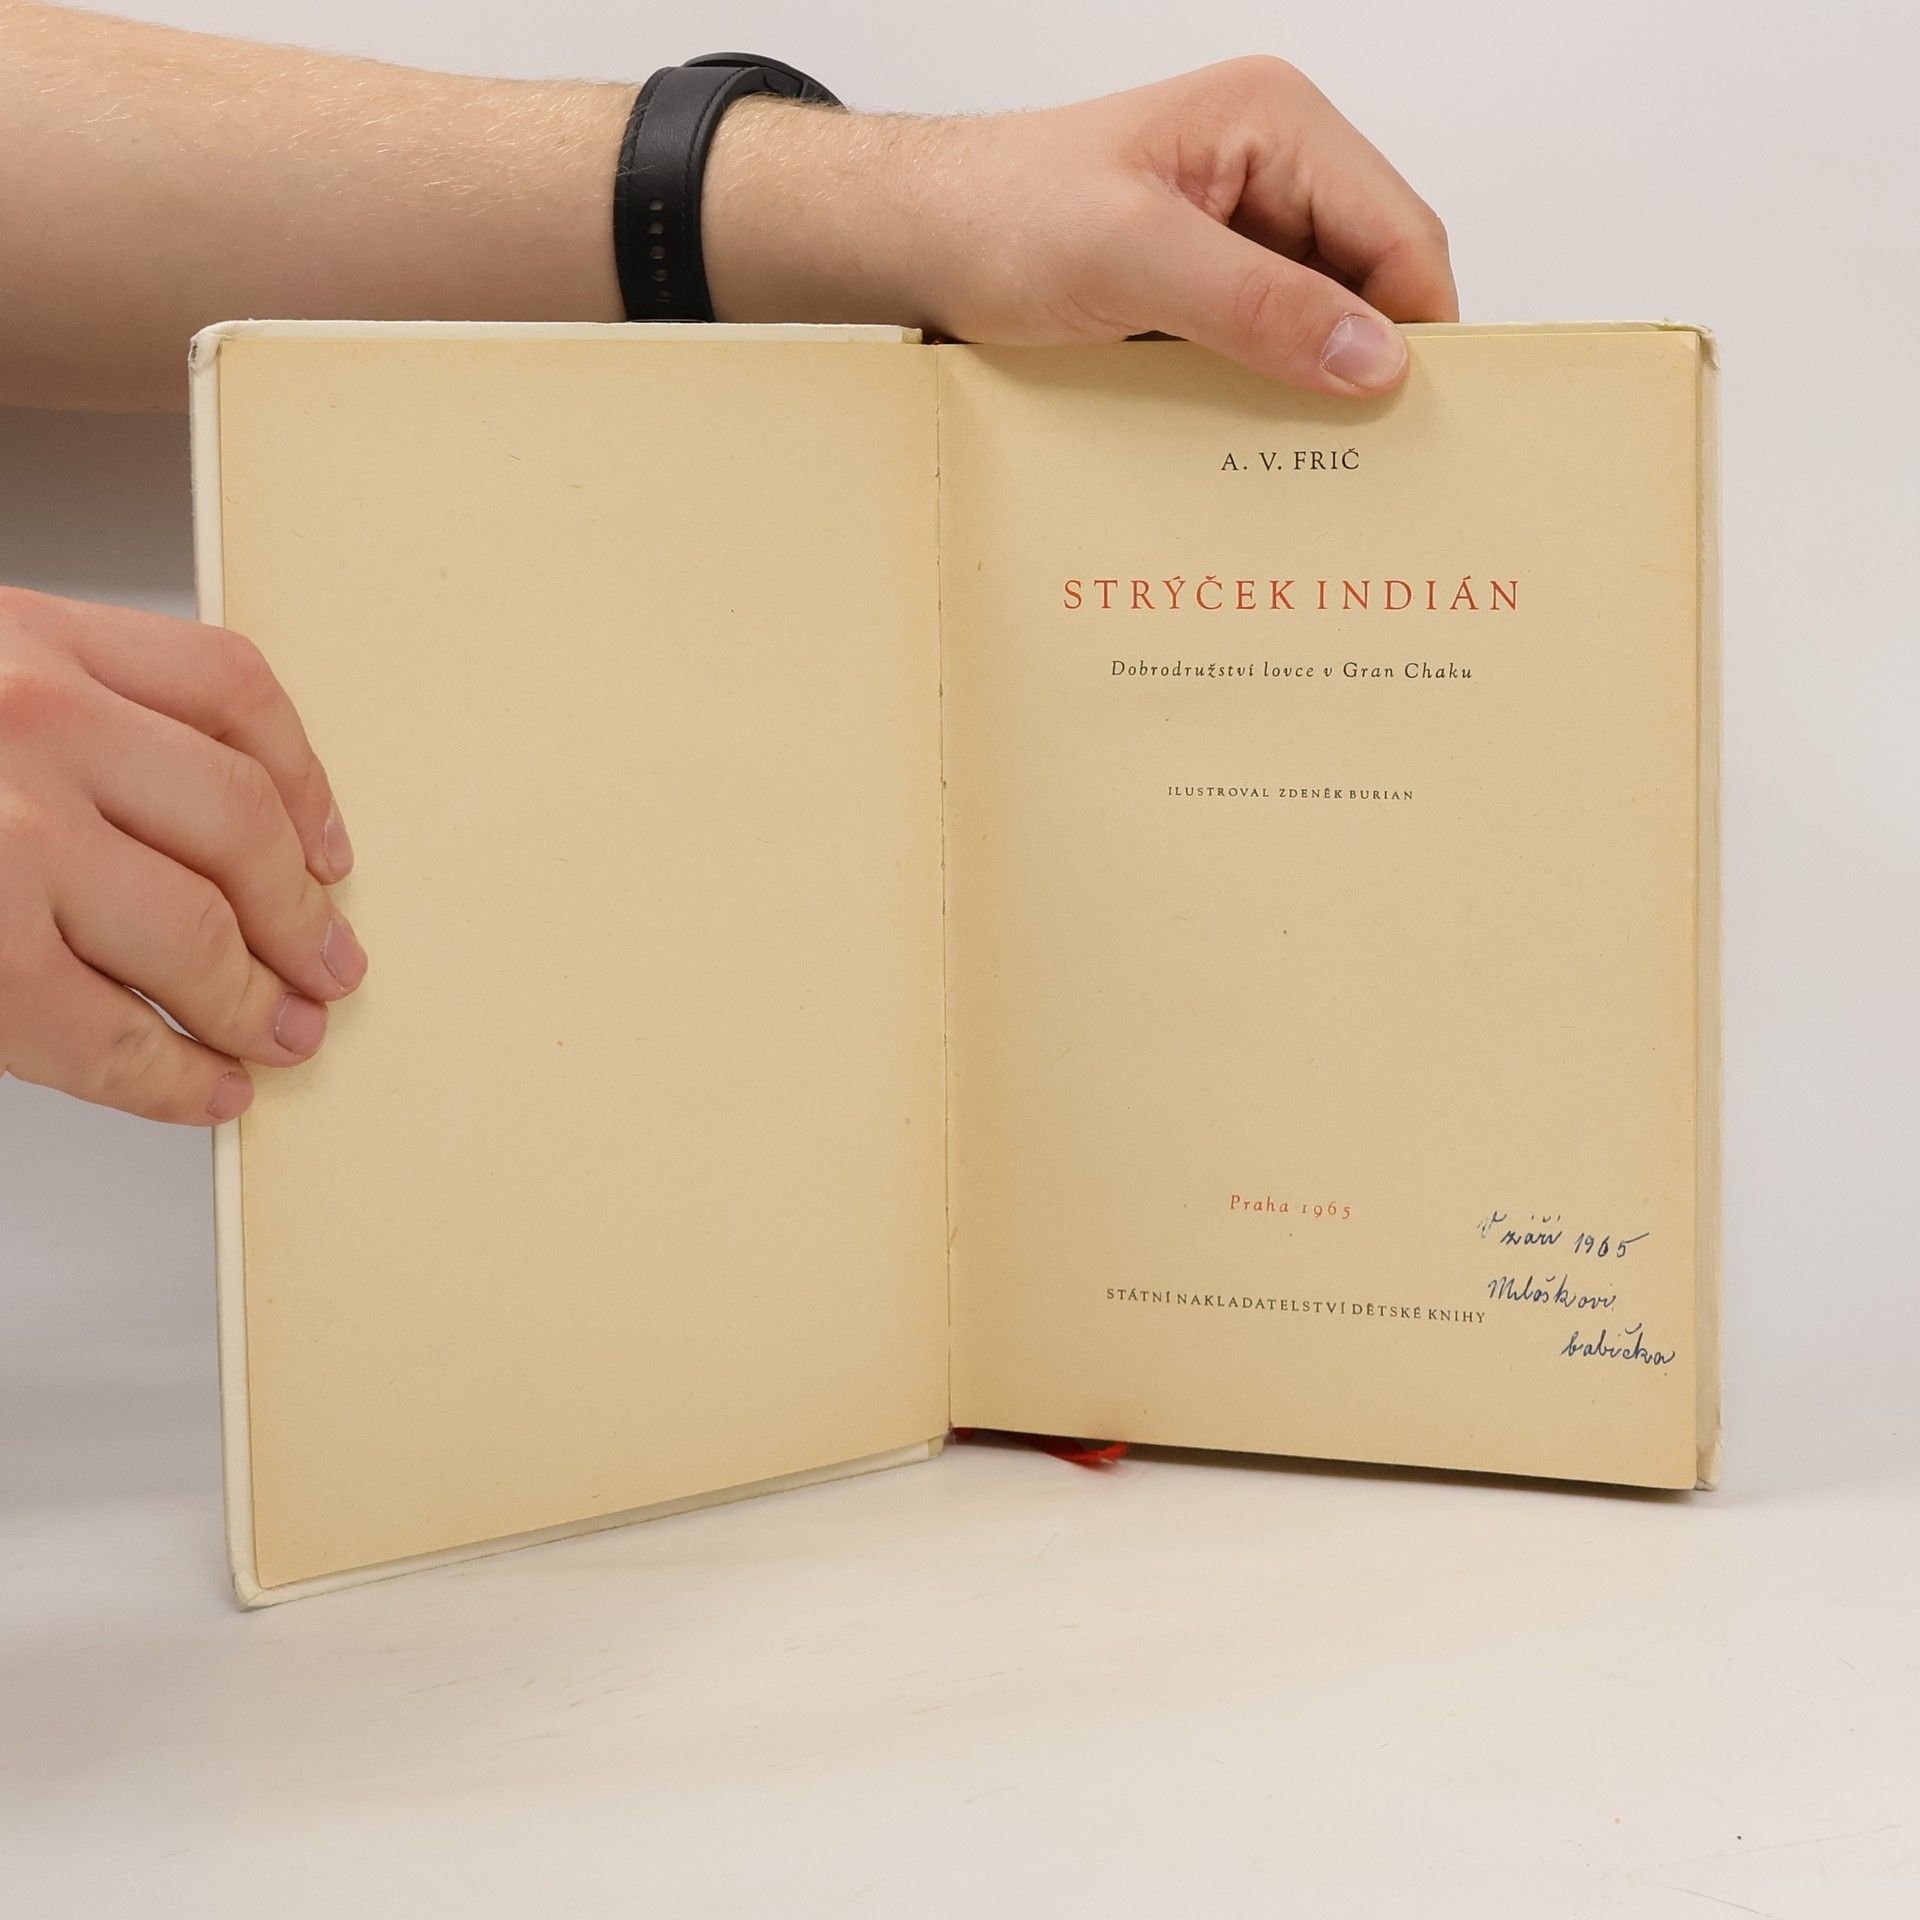 A. V. FRIČ
STRÝČEK INDIÁN
Dobrodružství lovce v Gran Chaku
ILUSTROVAL ZDENĚK BURIAN
Praha 1965
STÁTNÍ NAKLADATELSTVÍ DĚTSKÉ KNIHY
V září 1965
Miloškovi
babička